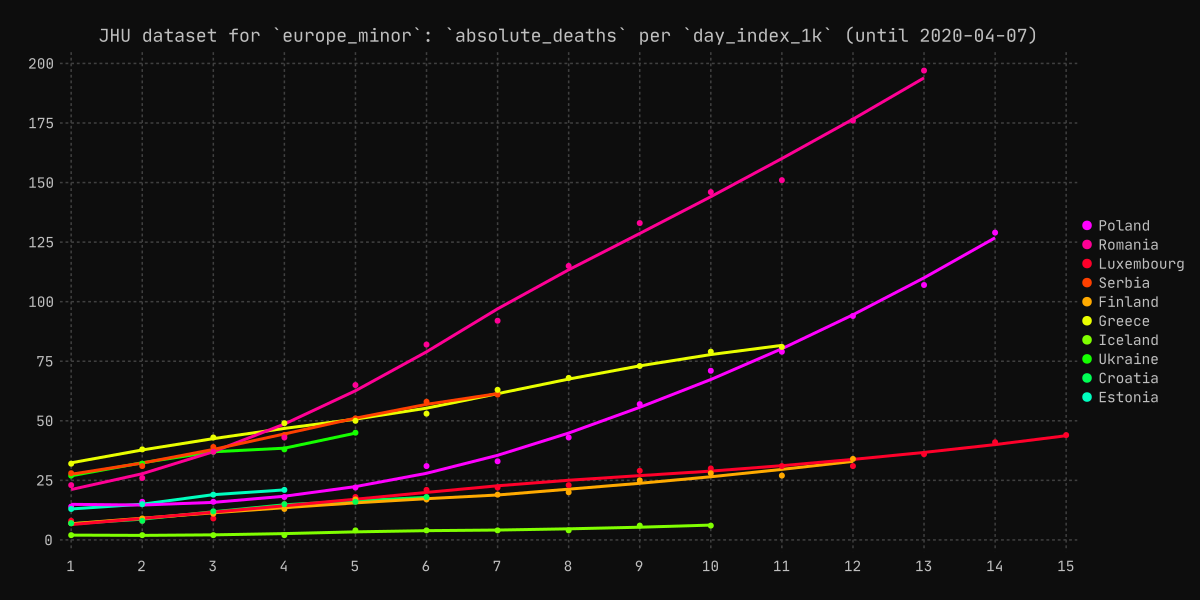 JHU dataset for `europe_minor`: `absolute_deaths` per `day_index_1k` (until 2020-04-07)
200
175
150
125
100
75
50
25
0
1 2 3 4 5 6 7 8 9 10 11 12 13 14 15
Poland
Romania
Luxembourg
Serbia
Finland
Greece
Iceland
Ukraine
Croatia
Estonia